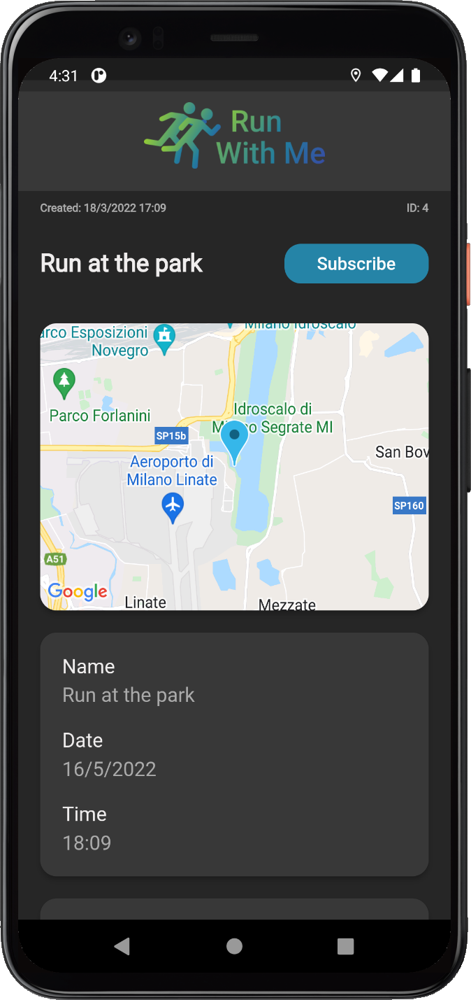 4:31
Run
With Me
Created: 18/3/2022 17:09
ID: 4
Run at the park
Subscribe
Milano Idroscalo
arco Esposizioni
Novegro
Parco Forlanini
Idroscalo di
M no Segrate MI
SP15b
San Bov
Aeroporto di
Milano Linate
SP160
A51
Google
Linate
Mezzate
Name
Run at the park
Date
16/5/2022
Time
18:09